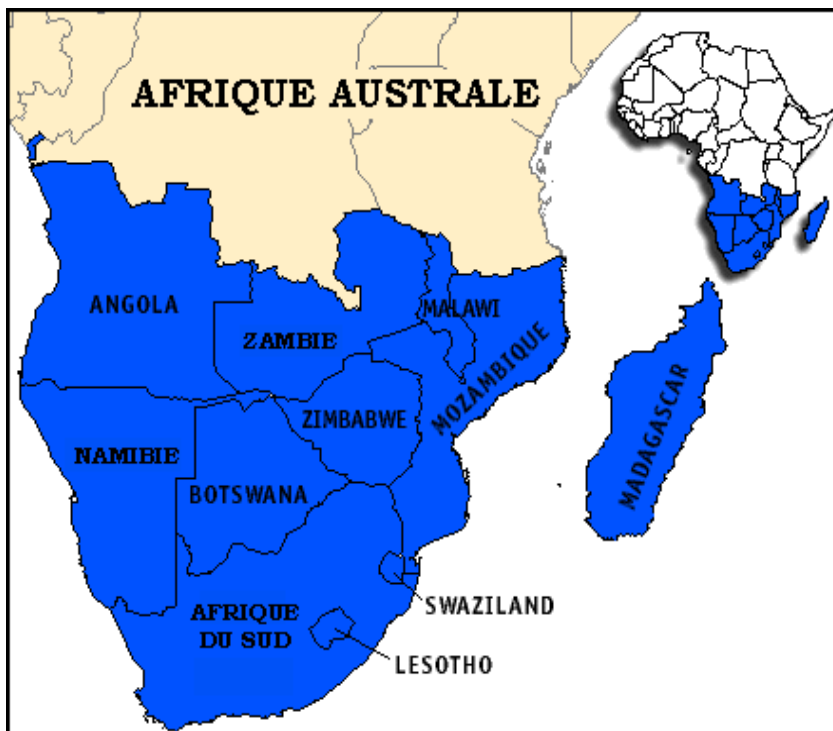 AFRIQUE AUSTRALE
ANGOLA
MALAWI
ZAMBIE
MOZAMBIQUE
ZIMBABWE
MADAGASCAR
NAMIBIE
BOTSWANA
SWAZILAND
AFRIQUE
DU SUD
LESOTHO